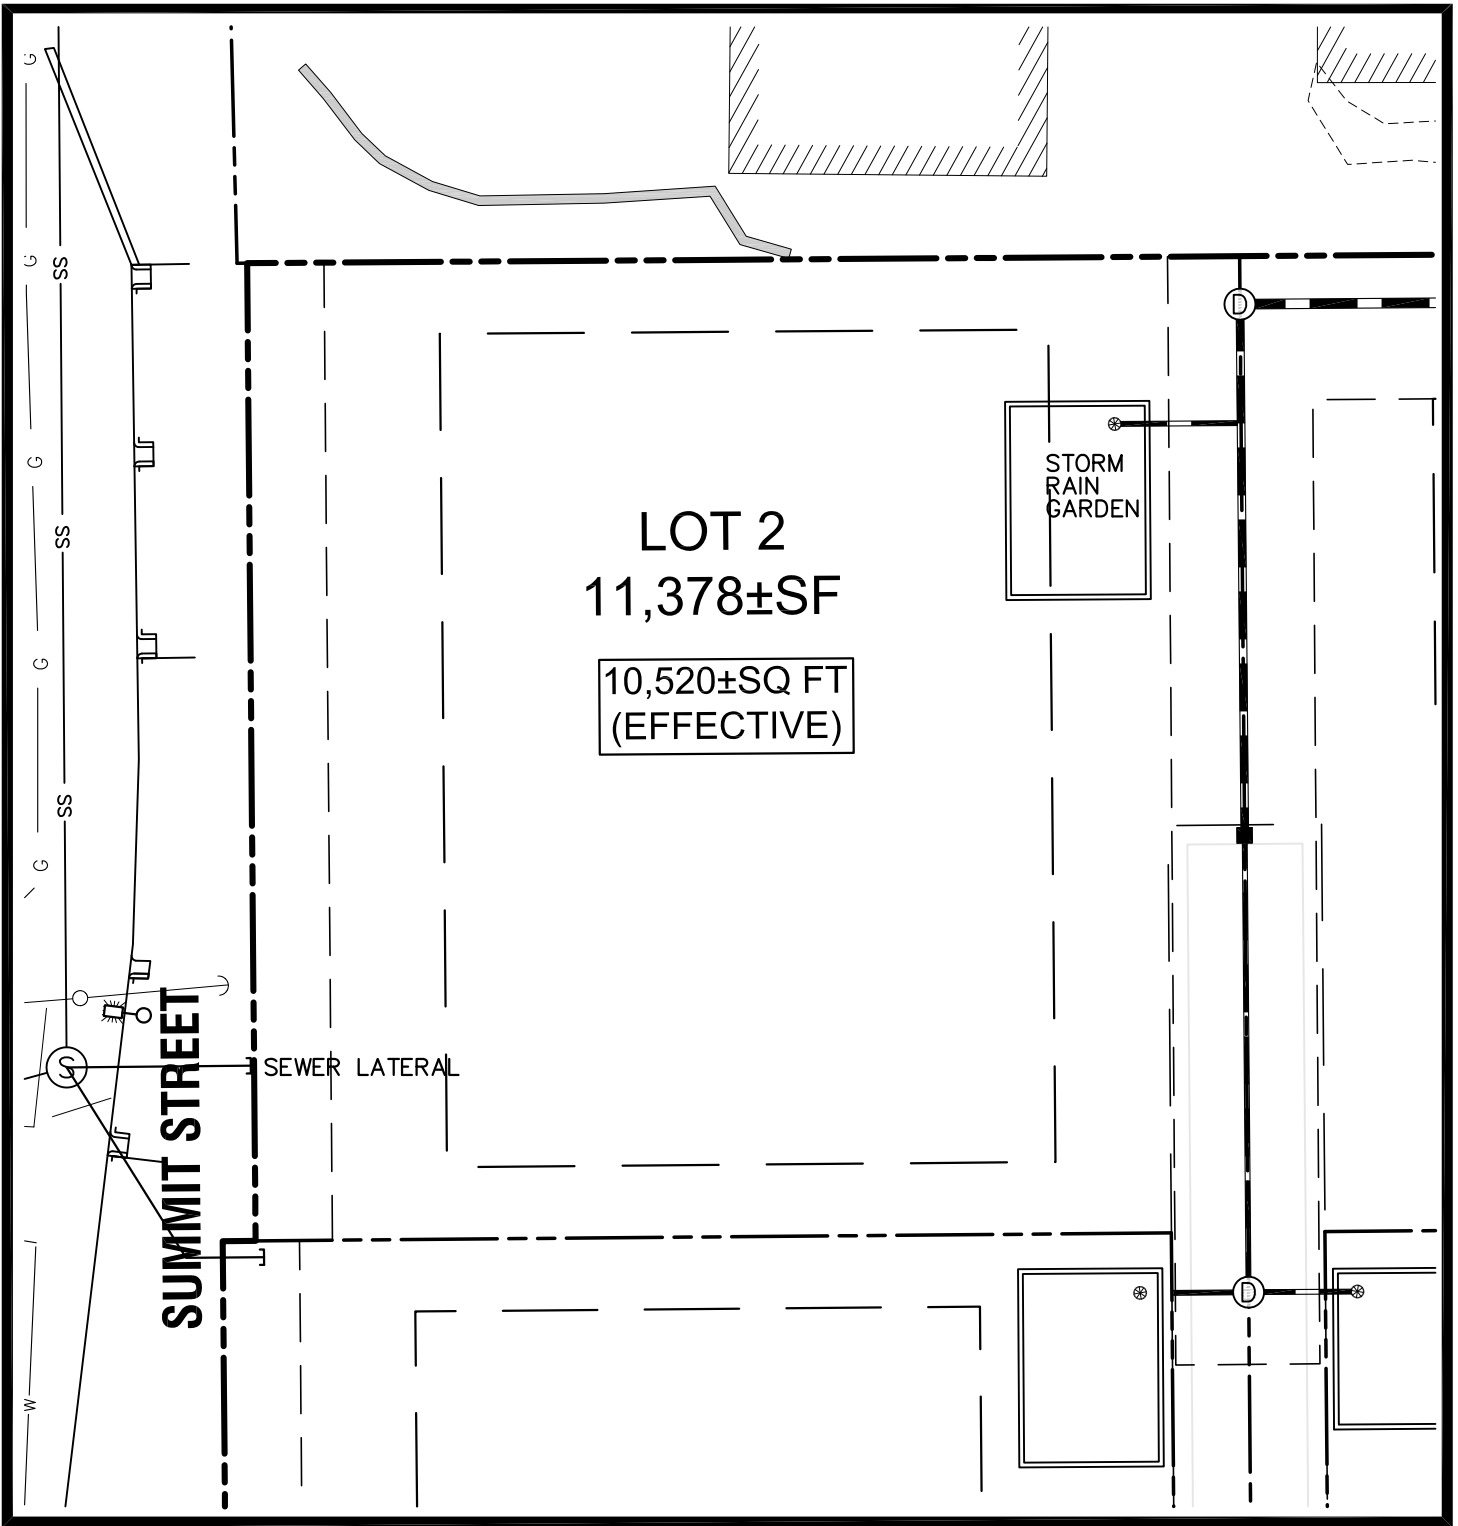 G
SS
G
D
G
STORM
RAIN
GARDEN
LOT 2
SS
11,378±SF
G
10,520±SQ FT
(EFFECTIVE)
SS
G
SUMMIT STREET
S
SEWER LATERAL
D
W